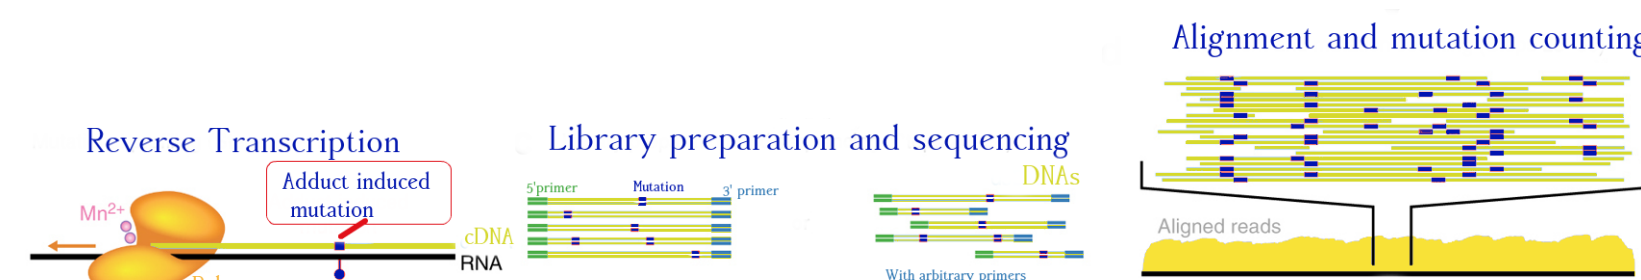 Reverse Transcription
Adduct induced
mutation
Mn2+
cDNA
RNA
Library preparation and sequencing
5'primer
Mutation
3' primer
DNAs
With arbitrary primers
Alignment and mutation counting
Aligned reads